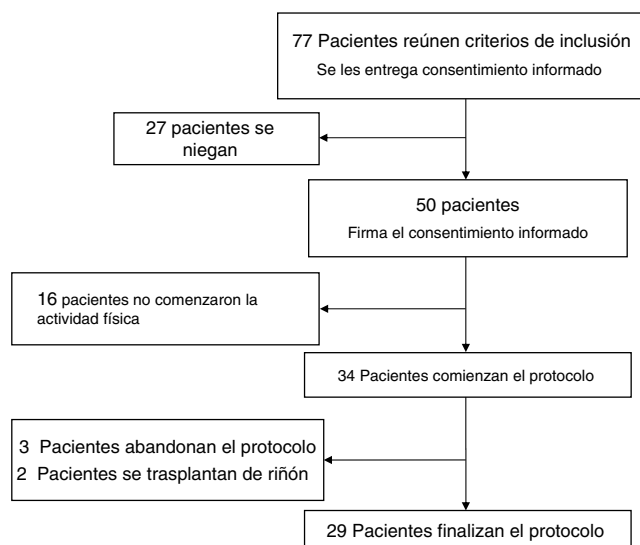 77 Pacientes reúnen criterios de inclusión
Se les entrega consentimiento informado
27 pacientes se
niegan
50 pacientes
Firma el consentimiento informado
16 pacientes no comenzaron la
actividad física
34 Pacientes comienzan el protocolo
3 Pacientes abandonan el protocolo
2 Pacientes se trasplantan de riñón
29 Pacientes finalizan el protocolo